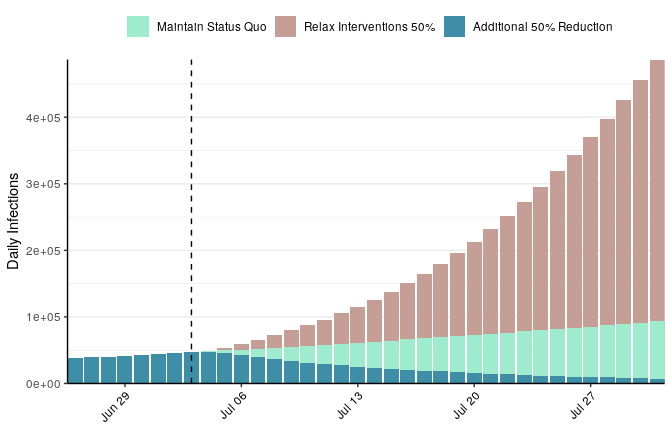 Maintain Status Quo Relax Interventions 50% Additional 50% Reduction
Daily Infections
4e+05
3e+05
2e+05
1e+05
0e+00
Jun 29 Jul 06 Jul 13 Jul 20 Jul 27